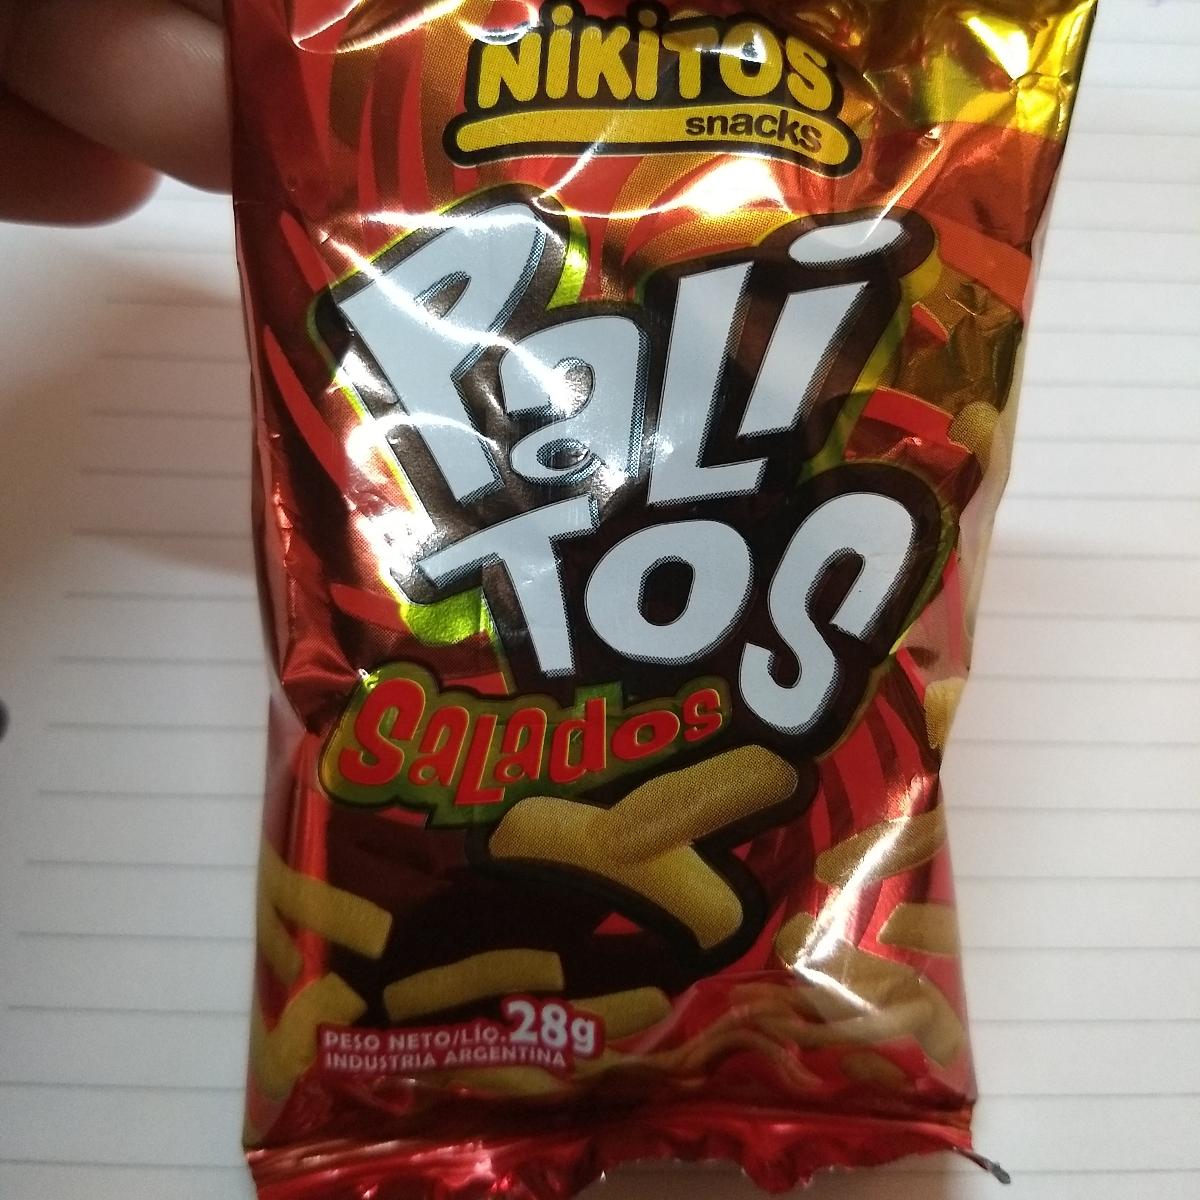 NiKiTOS
snacks
PaLi
TOS
SaLados
PESO NETO/LÍQ. 28g
INDUSTRIA ARGENTINA